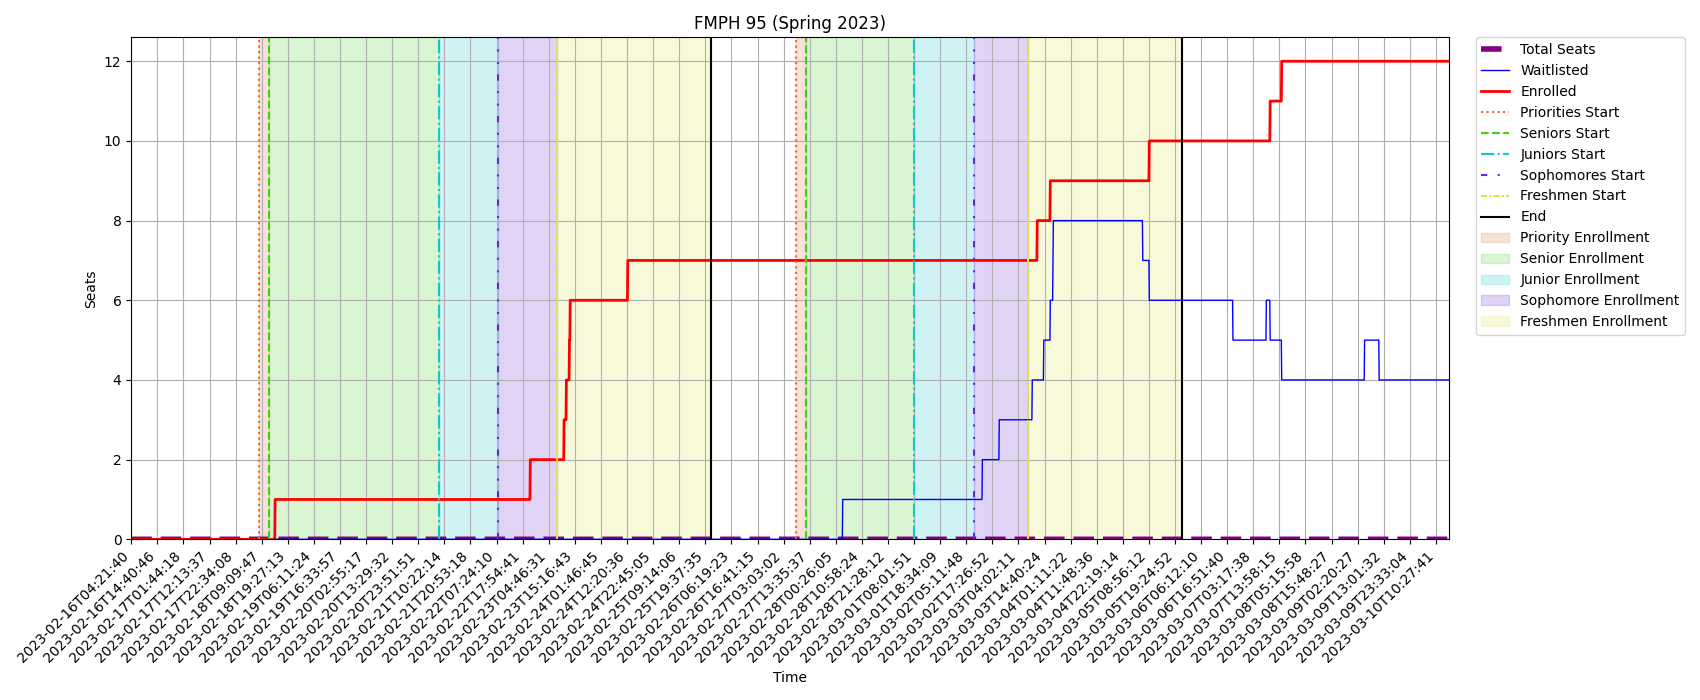 FMPH 95 (Spring 2023)
Seats
12
10
8
6
4
2
0
2023-02-16T04:21:40
2023-02-16T14:40:46
2023-02-17T01:44:18
2023-02-17T12:13:37
2023-02-17T22:34:08
2023-02-18T09:09:47
2023-02-18T19:27:13
2023-02-19T06:11:24
2023-02-19T16:33:57
2023-02-20T02:55:17
2023-02-20T13:29:32
2023-02-20T23:51:51
2023-02-21T10:22:14
2023-02-21T20:53:18
2023-02-22T07:24:10
2023-02-22T17:54:41
2023-02-23T04:46:31
2023-02-23T15:16:43
2023-02-24T01:46:45
2023-02-24T12:20:36
2023-02-24T22:45:05
2023-02-25T09:14:06
2023-02-25T19:37:35
2023-02-26T06:19:23
2023-02-26T16:41:15
2023-02-27T03:03:02
2023-02-27T13:35:37
2023-02-28T00:26:05
2023-02-28T10:58:24
2023-02-28T21:28:12
2023-03-01T08:01:51
2023-03-01T18:34:09
2023-03-02T05:11:48
2023-03-02T17:26:52
2023-03-03T04:02:11
2023-03-03T14:40:24
2023-03-04T01:11:22
2023-03-04T11:48:36
2023-03-04T22:19:14
2023-03-05T08:56:12
2023-03-05T19:24:52
2023-03-06T06:12:10
2023-03-06T16:51:40
2023-03-07T03:17:38
2023-03-07T13:58:15
2023-03-08T05:15:58
2023-03-08T15:48:27
2023-03-09T02:20:27
2023-03-09T13:01:32
2023-03-09T23:33:04
2023-03-10T10:27:41
Time
Total Seats
Waitlisted
Enrolled
Priorities Start
Seniors Start
Juniors Start
Sophomores Start
Freshmen Start
End
Priority Enrollment
Senior Enrollment
Junior Enrollment
Sophomore Enrollment
Freshmen Enrollment